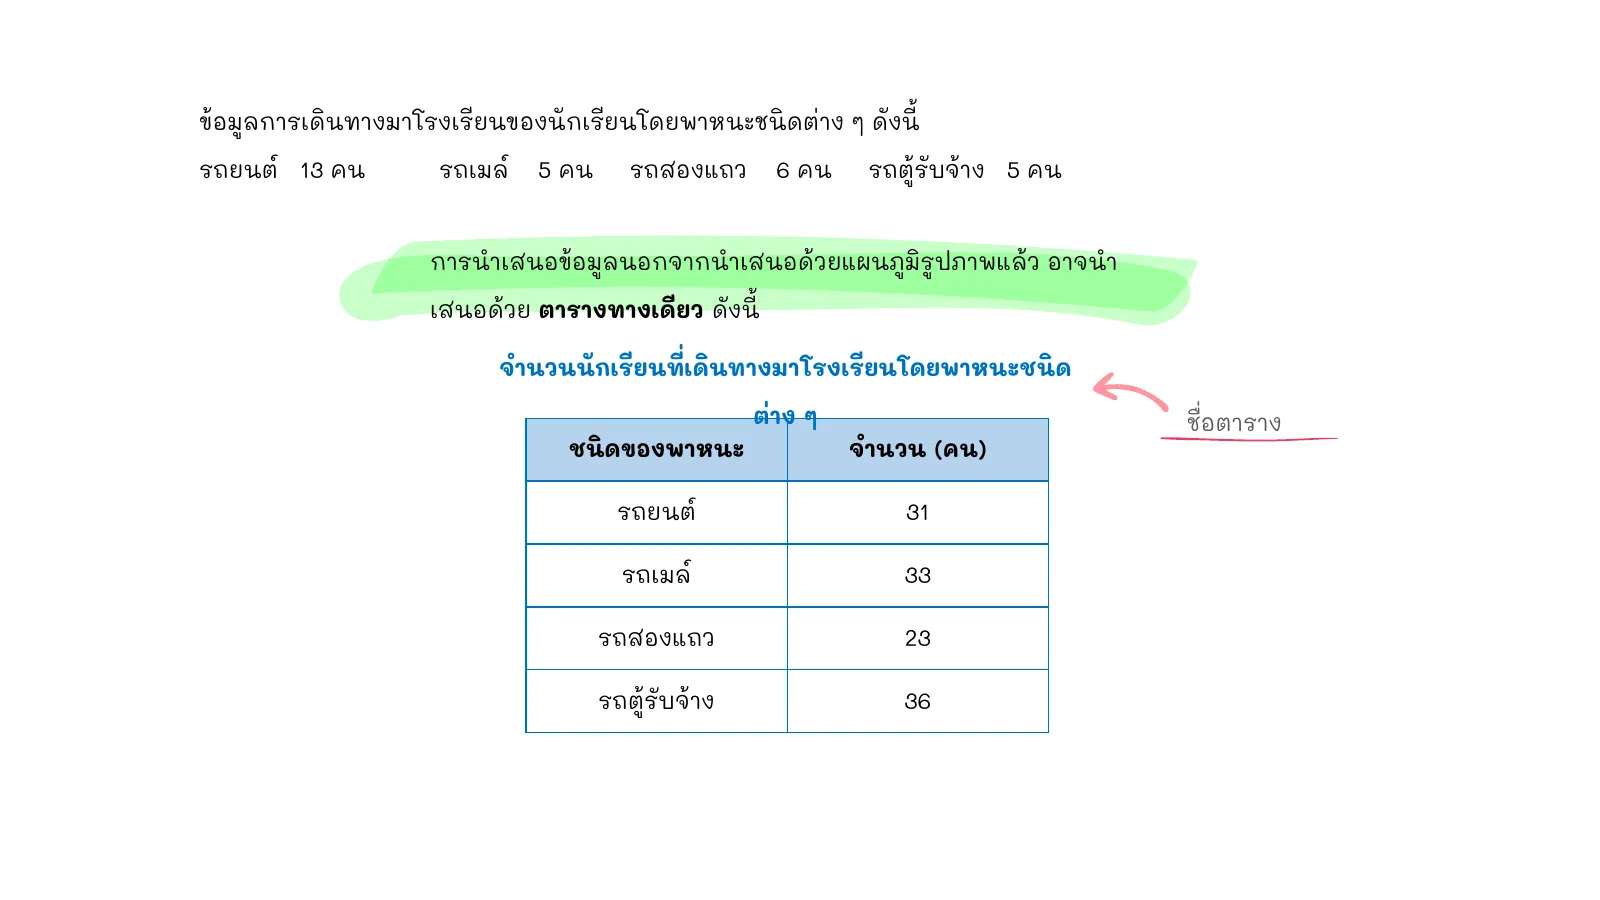 ข้อมูลการเดินทางมาโรงเรียนของนักเรียนโดยพาหนะชนิดต่าง ๆ ดังนี้
รถยนต์ 13 คน รถเมล์ 5 คน รถสองแถว 6 คน รถตู้รับจ้าง 5 คน
การนำเสนอข้อมูลนอกจากนำเสนอด้วยแผนภูมิรูปภาพแล้ว อาจนำ
เสนอด้วย ตารางทางเดียว ดังนี้
จำนวนนักเรียนที่เดินทางมาโรงเรียนโดยพาหนะชนิด
ต่าง ๆ
ชื่อตาราง
ชนิดของพาหนะ จำนวน (คน)
รถยนต์ 31
รถเมล์ 33
รถสองแถว 23
รถตู้รับจ้าง 36